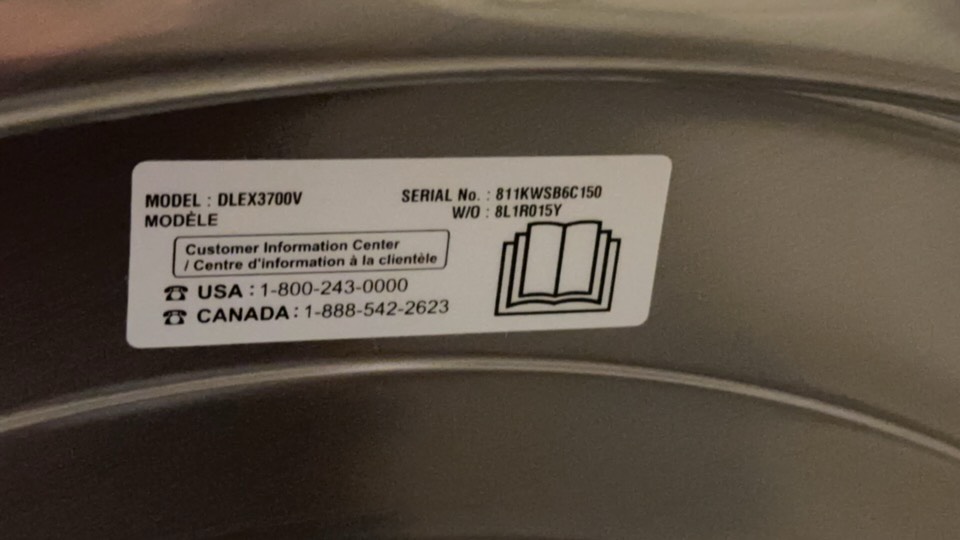 MODEL : DLEX3700V
MODÈLE
SERIAL No. : 811KWSB6C150
W/O : 8L1R015Y
Customer Information Center
/ Centre d'information à la clientèle
USA : 1-800-243-0000
CANADA : 1-888-542-2623